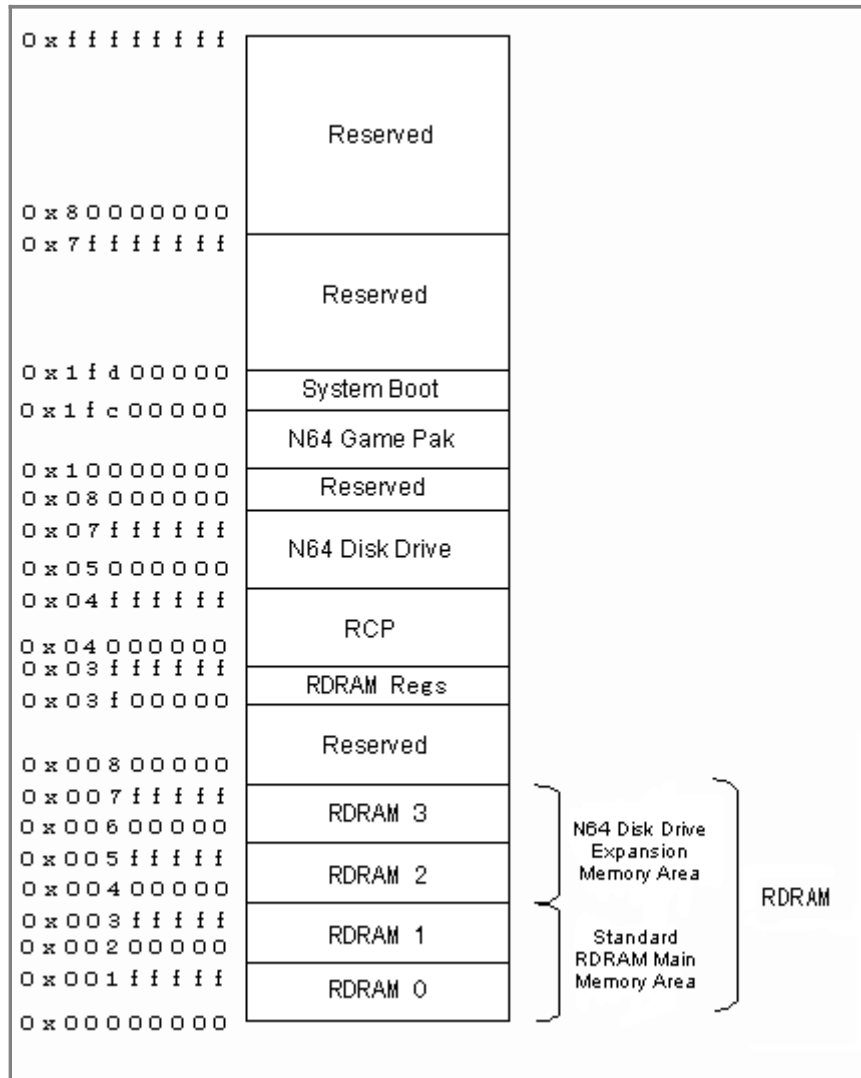 0xffffffff
Reserved
0x80000000
0x7fffffff
Reserved
0x1fd00000
System Boot
0x1fc00000
N64 Game Pak
0x10000000
Reserved
0x08000000
0x07ffffff
N64 Disk Drive
0x05000000
0x04ffffff
RCP
0x04000000
0x03ffffff
RDRAM Regs
0x03f00000
Reserved
0x00800000
0x007fffff
RDRAM 3
0x00600000
0x005fffff
RDRAM 2
0x00400000
0x003fffff
RDRAM 1
0x00200000
0x001fffff
RDRAM 0
0x00000000
N64 Disk Drive
Expansion
Memory Area
Standard
RDRAM Main
Memory Area
RDRAM